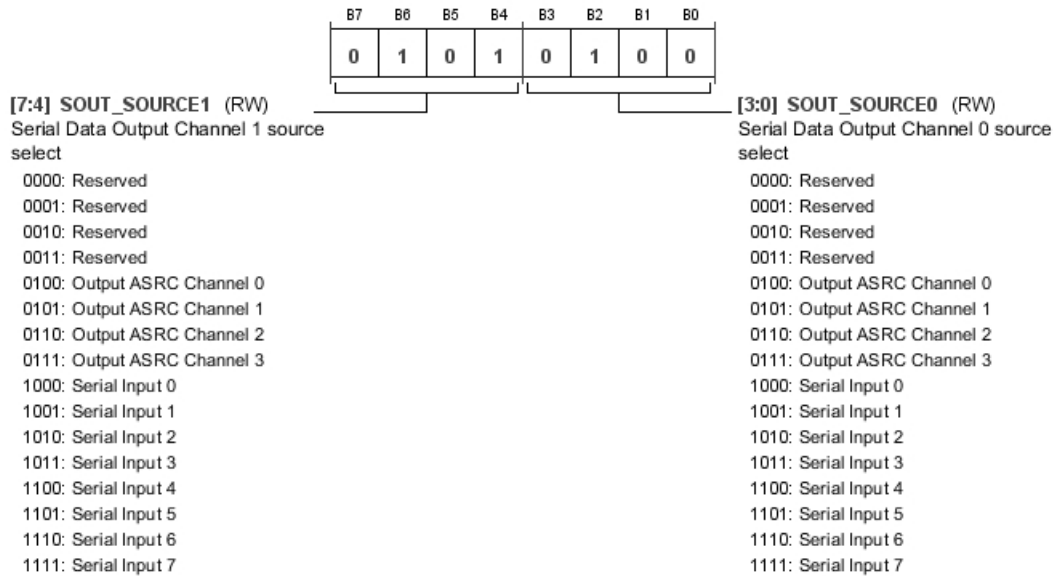 B7 B6 B5 B4 B3 B2 B1 B0
0 1 0 1 0 1 0 0
[7:4] SOUT_SOURCE1 (RW)
Serial Data Output Channel 1 source
select
0000: Reserved
0001: Reserved
0010: Reserved
0011: Reserved
0100: Output ASRC Channel 0
0101: Output ASRC Channel 1
0110: Output ASRC Channel 2
0111: Output ASRC Channel 3
1000: Serial Input 0
1001: Serial Input 1
1010: Serial Input 2
1011: Serial Input 3
1100: Serial Input 4
1101: Serial Input 5
1110: Serial Input 6
1111: Serial Input 7
[3:0] SOUT_SOURCE0 (RW)
Serial Data Output Channel 0 source
select
0000: Reserved
0001: Reserved
0010: Reserved
0011: Reserved
0100: Output ASRC Channel 0
0101: Output ASRC Channel 1
0110: Output ASRC Channel 2
0111: Output ASRC Channel 3
1000: Serial Input 0
1001: Serial Input 1
1010: Serial Input 2
1011: Serial Input 3
1100: Serial Input 4
1101: Serial Input 5
1110: Serial Input 6
1111: Serial Input 7